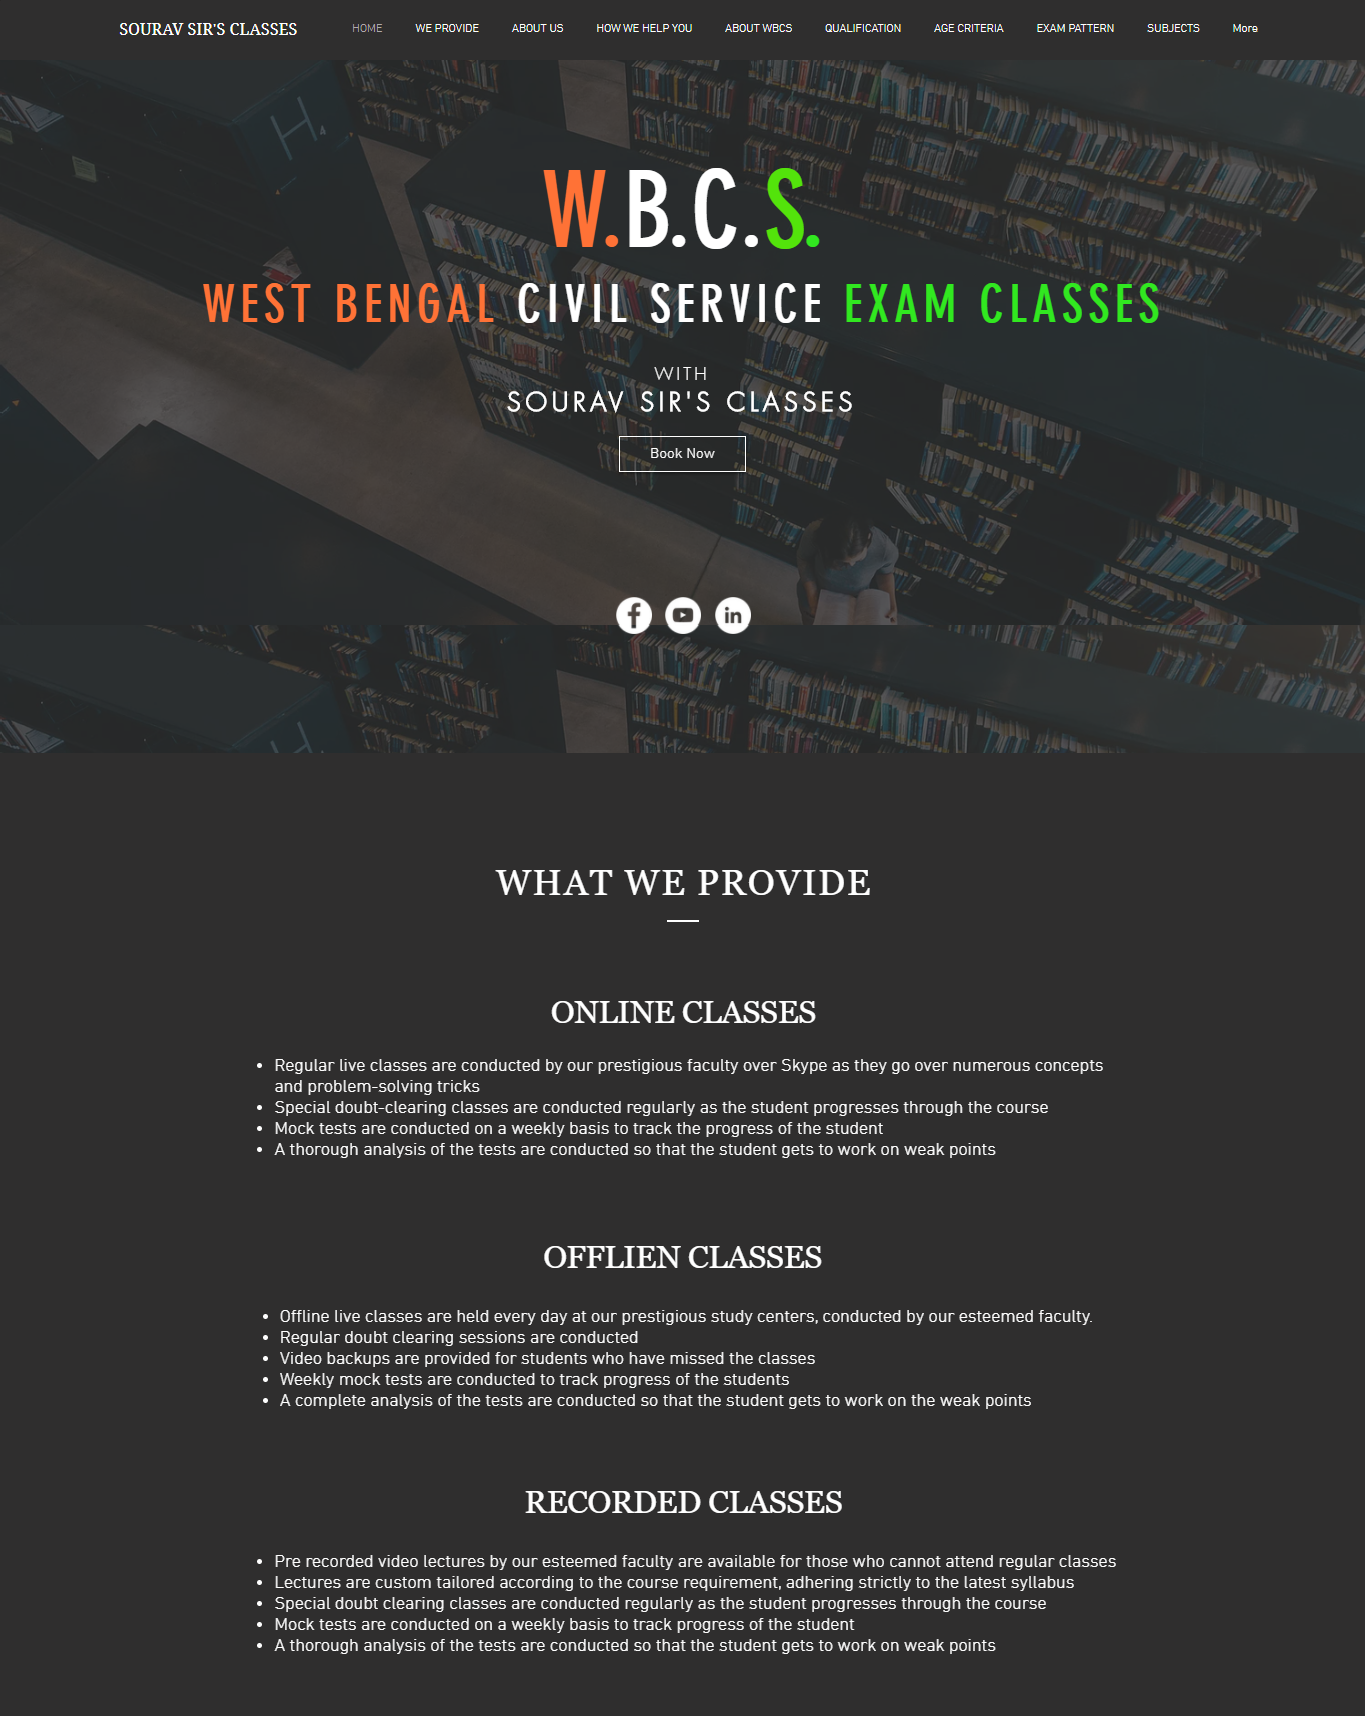 SOURAV SIR'S CLASSES
HOME
WE PROVIDE
ABOUT US
HOW WE HELP YOU
ABOUT WBCS
QUALIFICATION
AGE CRITERIA
EXAM PATTERN
SUBJECTS
More
W.B.C.S.
WEST BENGAL CIVIL SERVICE EXAM CLASSES
WITH
SOURAV SIR'S CLASSES
Book Now
WHAT WE PROVIDE
ONLINE CLASSES
• Regular live classes are conducted by our prestigious faculty over Skype as they go over numerous concepts
and problem-solving tricks
• Special doubt-clearing classes are conducted regularly as the student progresses through the course
• Mock tests are conducted on a weekly basis to track the progress of the student
• A thorough analysis of the tests are conducted so that the student gets to work on weak points
OFFLIEN CLASSES
• Offline live classes are held every day at our prestigious study centers, conducted by our esteemed faculty.
• Regular doubt clearing sessions are conducted
• Video backups are provided for students who have missed the classes
• Weekly mock tests are conducted to track progress of the students
• A complete analysis of the tests are conducted so that the student gets to work on the weak points
RECORDED CLASSES
• Pre recorded video lectures by our esteemed faculty are available for those who cannot attend regular classes
• Lectures are custom tailored according to the course requirement, adhering strictly to the latest syllabus
• Special doubt clearing classes are conducted regularly as the student progresses through the course
• Mock tests are conducted on a weekly basis to track progress of the student
• A thorough analysis of the tests are conducted so that the student gets to work on weak points